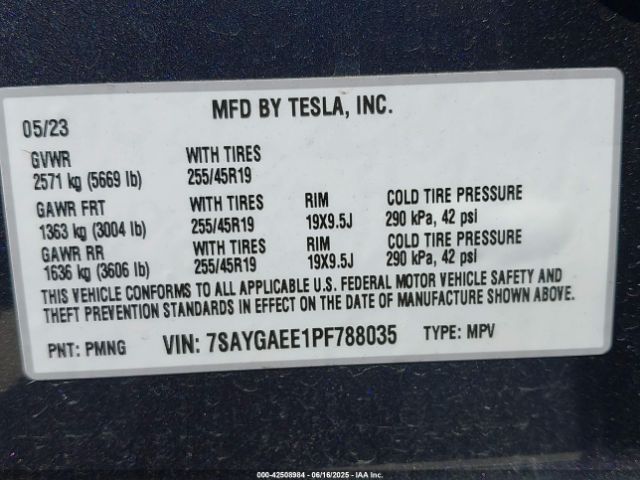 MFD BY TESLA, INC.
05/23
GVWR WITH TIRES
2571 kg (5669 lb) 255/45R19
GAWR FRT WITH TIRES RIM COLD TIRE PRESSURE
1363 kg (3004 lb) 255/45R19 19X9.5J 290 kPa, 42 psi
GAWR RR WITH TIRES RIM COLD TIRE PRESSURE
1636 kg (3606 lb) 255/45R19 19X9.5J 290 kPa, 42 psi
THIS VEHICLE CONFORMS TO ALL APPLICABLE U.S. FEDERAL MOTOR VEHICLE SAFETY AND
THEFT PREVENTION STANDARDS IN EFFECT ON THE DATE OF MANUFACTURE SHOWN ABOVE.
PNT: PMNG VIN: 7SAYGAEE1PF788035 TYPE: MPV
000-42508984 - 06/16/2025 - IAA Inc.